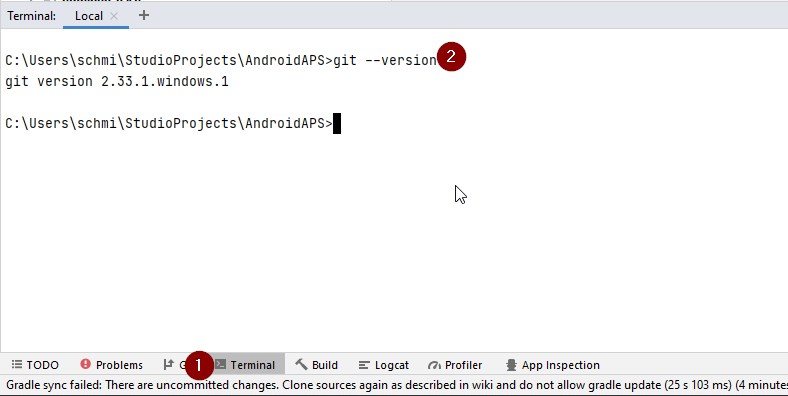 Terminal: Local
C:\Users\schmi\StudioProjects\AndroidAPS>git --version 2
git version 2.33.1.windows.1
C:\Users\schmi\StudioProjects\AndroidAPS>
TODO Problems 1 Terminal Build Logcat Profiler App Inspection
Gradle sync failed: There are uncommitted changes. Clone sources again as described in wiki and do not allow gradle update (25 s 103 ms) (4 minutes